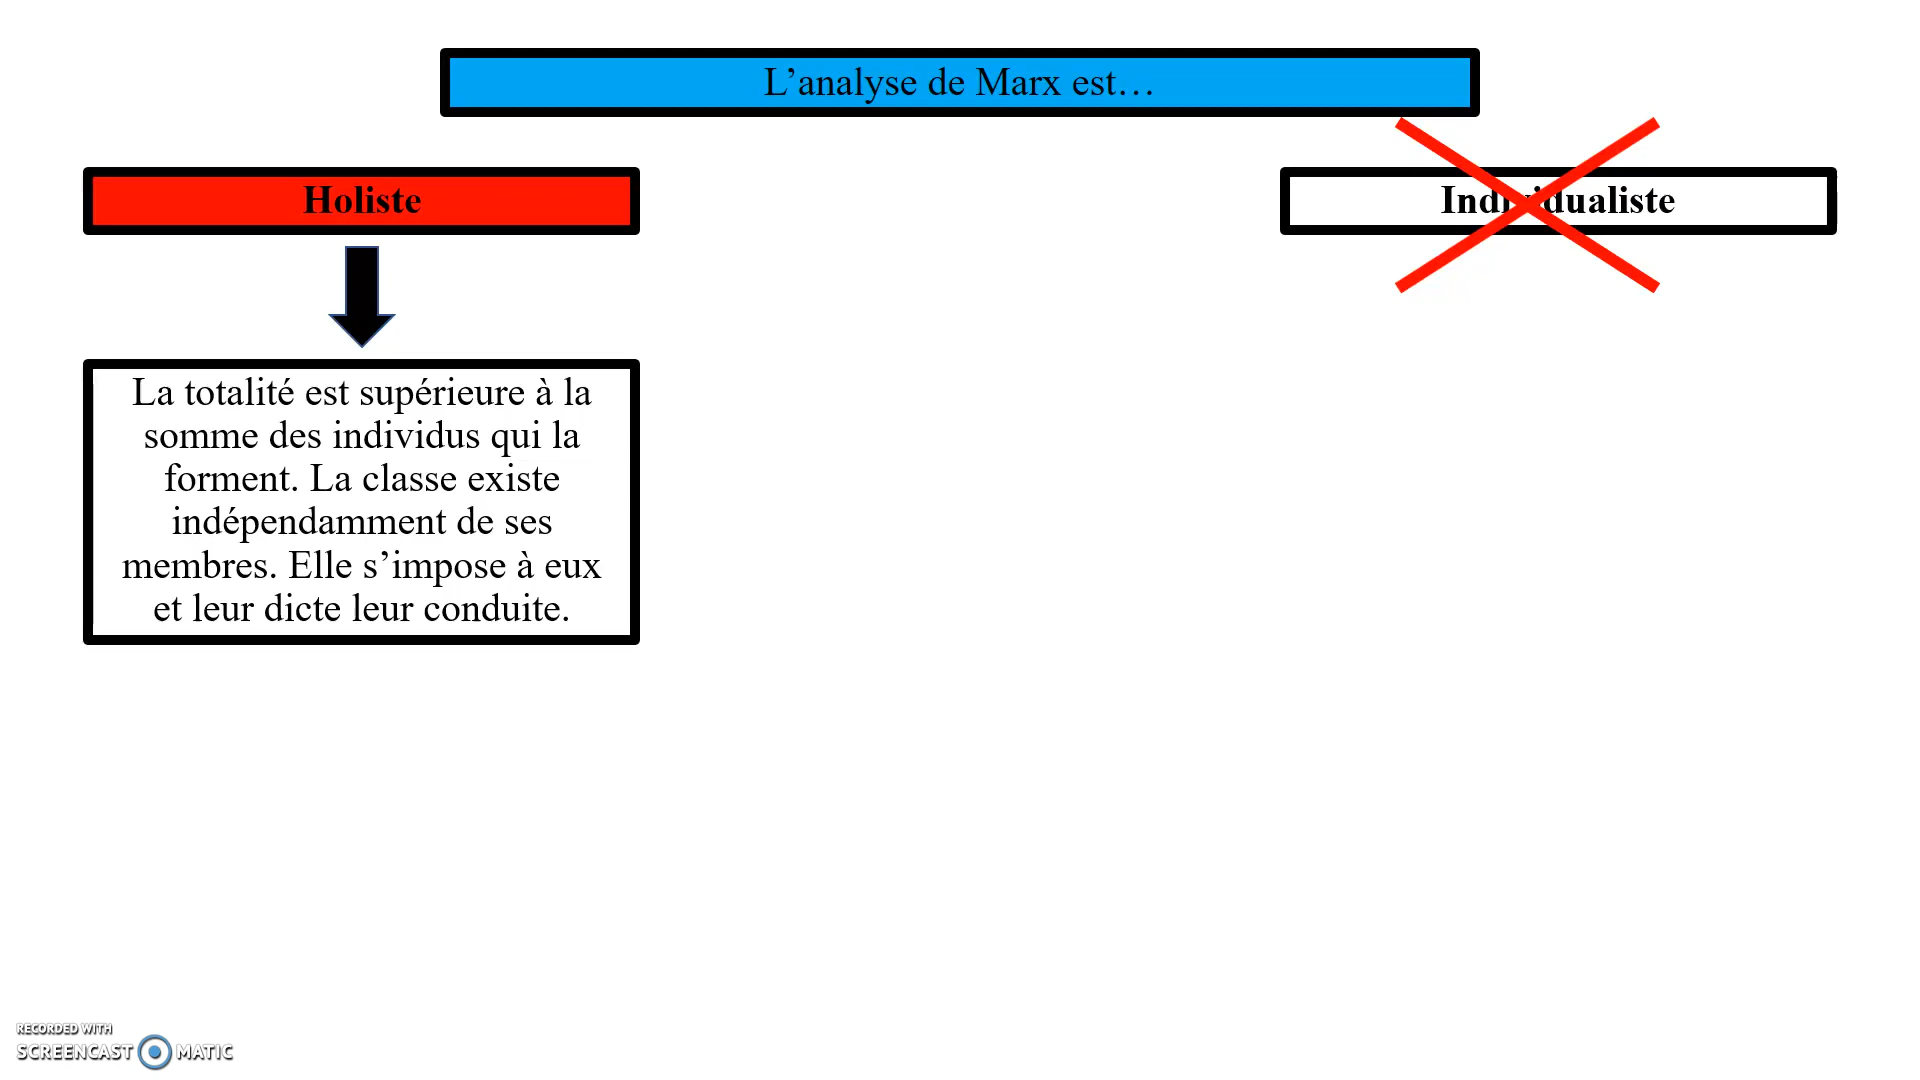 L’analyse de Marx est…
Holiste
Individualiste
La totalité est supérieure à la
somme des individus qui la
forment. La classe existe
indépendamment de ses
membres. Elle s’impose à eux
et leur dicte leur conduite.
RECORDED WITH
SCREENCAST MATIC